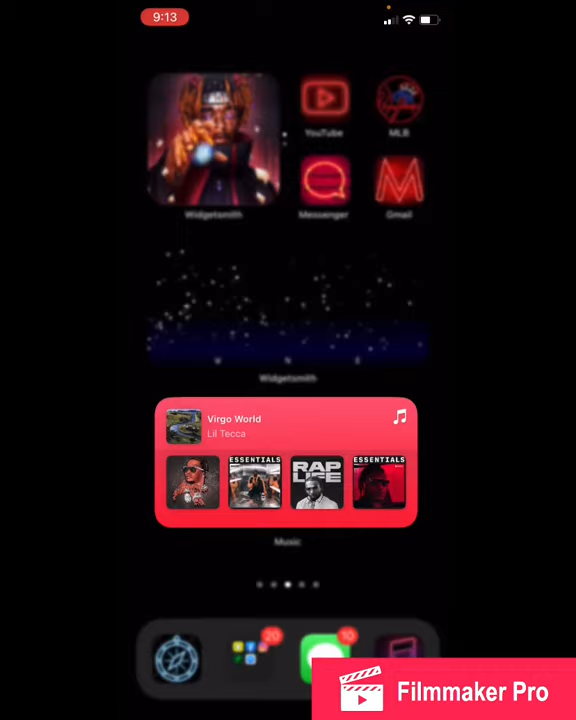 9:13
YouTube
MLB
Widgetsmith
Messenger
Gmail
W N E
Widgetsmith
Virgo World
Lil Tecca
ESSENTIALS
RAP
LIFE
ESSENTIALS
Music
20
10
Filmmaker Pro